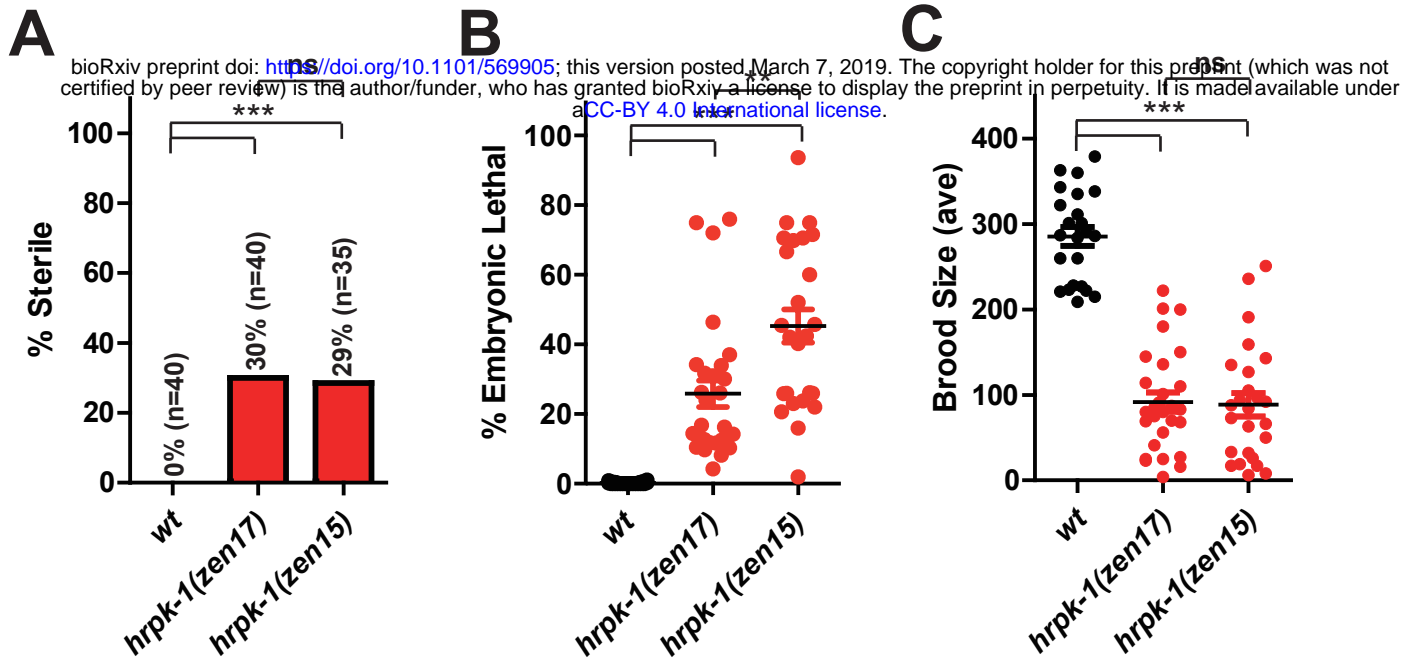 A B C
bioRxiv preprint doi: https://doi.org/10.1101/569905; this version posted March 7, 2019. The copyright holder for this preprint (which was not
certified by peer review) is the author/funder, who has granted bioRxiv a license to display the preprint in perpetuity. It is made available under
aCC-BY 4.0 International license.
ns
***
% Sterile
100
80
60
40
20
0
0% (n=40)
30% (n=40)
29% (n=35)
wt
hrpk-1(zen17)
hrpk-1(zen15)
**
***
% Embryonic Lethal
100
80
60
40
20
0
wt
hrpk-1(zen17)
hrpk-1(zen15)
ns
***
Brood Size (ave)
400
300
200
100
0
wt
hrpk-1(zen17)
hrpk-1(zen15)